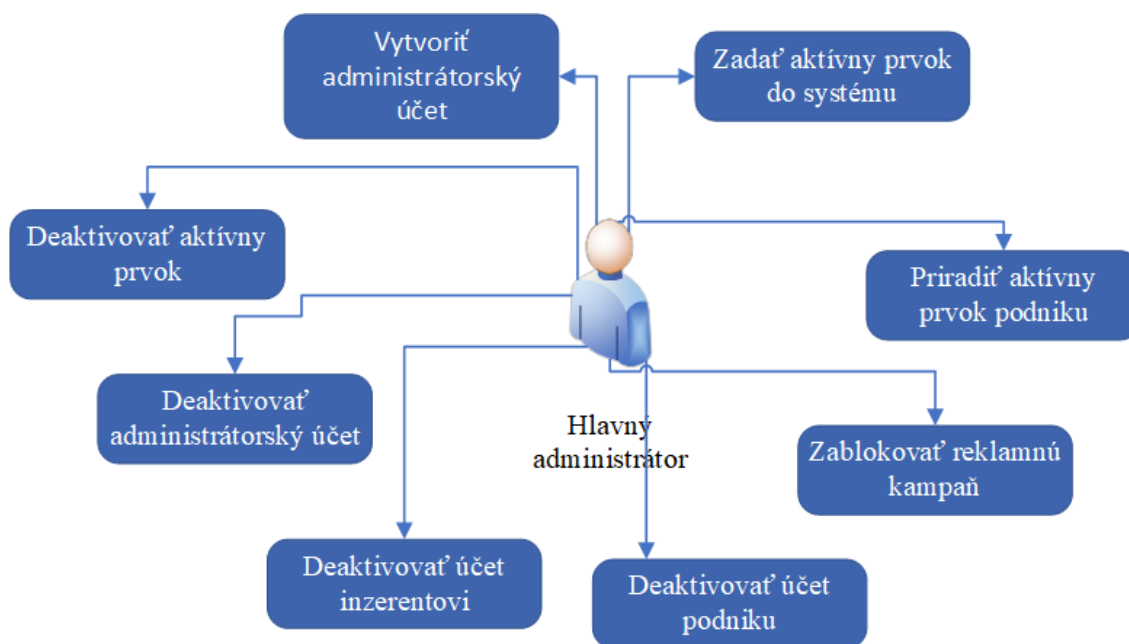 Vytvoriť
administrátorský
účet
Zadať aktívny prvok
do systému
Deaktivovať aktívny
prvok
Priradiť aktívny
prvok podniku
Deaktivovať
administrátorský účet
Hlavný
administrátor
Zablokovať reklamnú
kampaň
Deaktivovať účet
inzerentovi
Deaktivovať účet
podniku